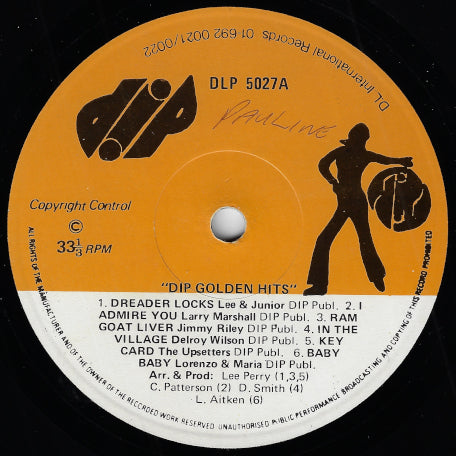 DL International Records 01 692 0021/0022
dip
DLP 5027A
PAULINE
Copyright Control
©
33⅓ RPM
"DIP GOLDEN HITS"
1. DREADER LOCKS Lee & Junior DIP Publ. 2. I
ADMIRE YOU Larry Marshall DIP Publ. 3. RAM
GOAT LIVER Jimmy Riley DIP Publ. 4. IN THE
VILLAGE Delroy Wilson DIP Publ. 5. KEY
CARD The Upsetters DIP Publ. 6. BABY
BABY Lorenzo & Maria DIP Publ.
Arr. & Prod: Lee Perry (1,3,5)
C. Patterson (2) D. Smith (4)
L. Aitken (6)
ALL RIGHTS OF THE MANUFACTURER AND OF THE OWNER OF THE RECCRDED WORK RESERVED. UNAUTHORISED PUBLIC PERFORMANCE BROADCASTING AND COPYING OF THIS RECORD PROHIBITED